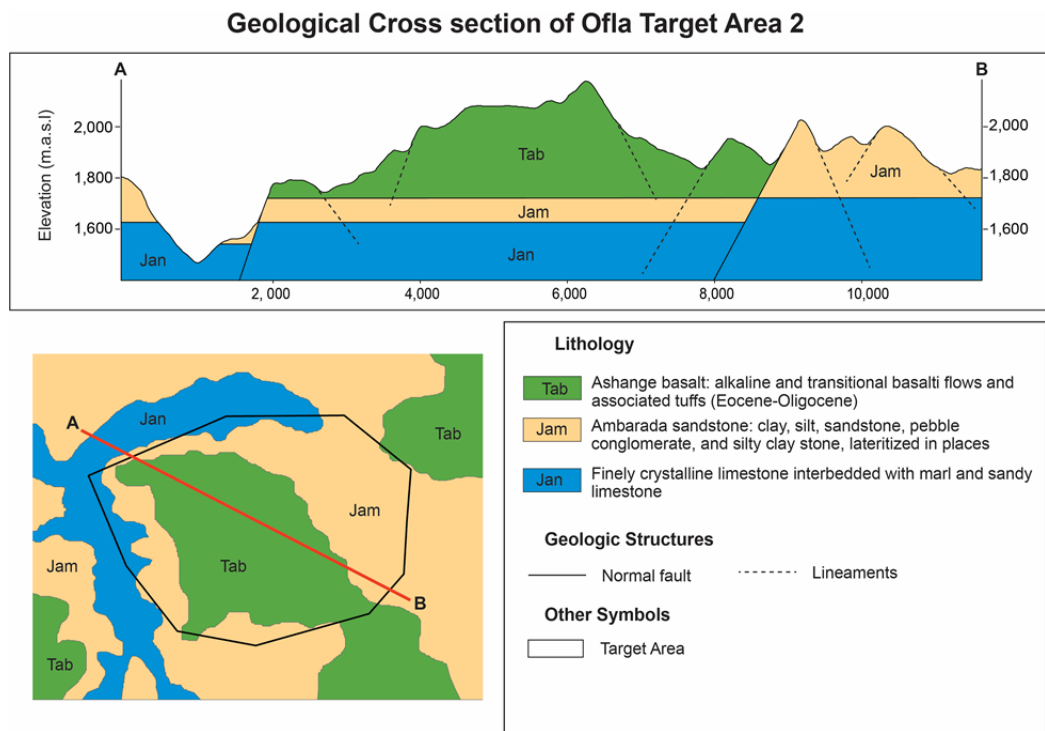 Geological Cross section of Ofla Target Area 2
A
B
Elevation (m.a.s.l)
2,000
1,800
1,600
2,000
1,800
1,600
Tab
Jam
Jam
Jan
Jan
2, 000
4,000
6,000
8,000
10,000
A
Jan
Tab
Jam
Jam
Tab
B
Tab
Lithology
Tab
Ashange basalt: alkaline and transitional basalti flows and
associated tuffs (Eocene-Oligocene)
Jam
Ambarada sandstone: clay, silt, sandstone, pebble
conglomerate, and silty clay stone, lateritized in places
Jan
Finely crystalline limestone interbedded with marl and sandy
limestone
Geologic Structures
Normal fault
Lineaments
Other Symbols
Target Area